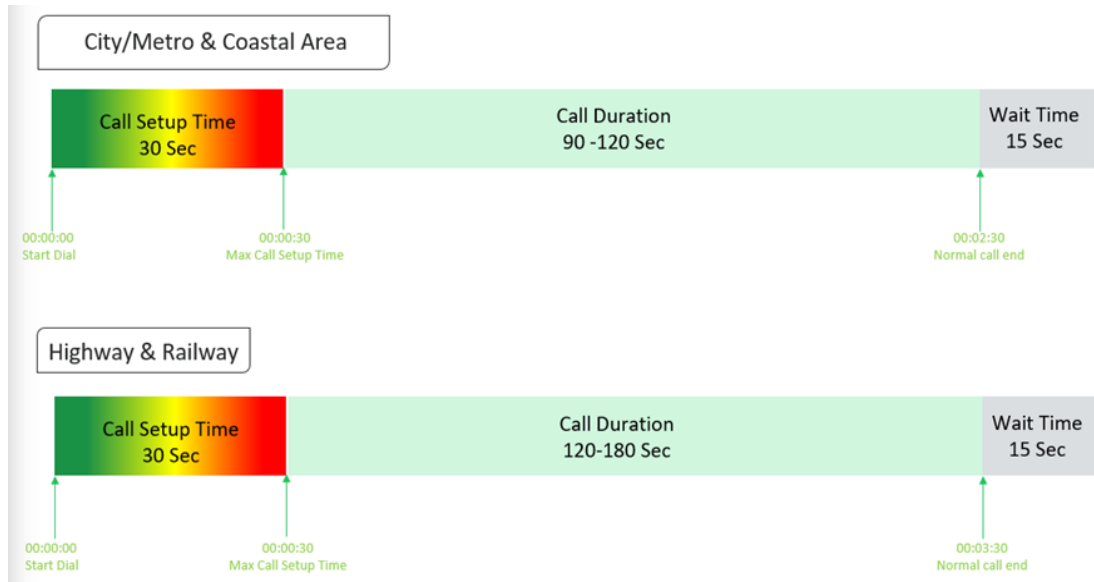 City/Metro & Coastal Area
Call Setup Time
30 Sec
Call Duration
90 -120 Sec
Wait Time
15 Sec
00:00:00
Start Dial
00:00:30
Max Call Setup Time
00:02:30
Normal call end
Highway & Railway
Call Setup Time
30 Sec
Call Duration
120-180 Sec
Wait Time
15 Sec
00:00:00
Start Dial
00:00:30
Max Call Setup Time
00:03:30
Normal call end